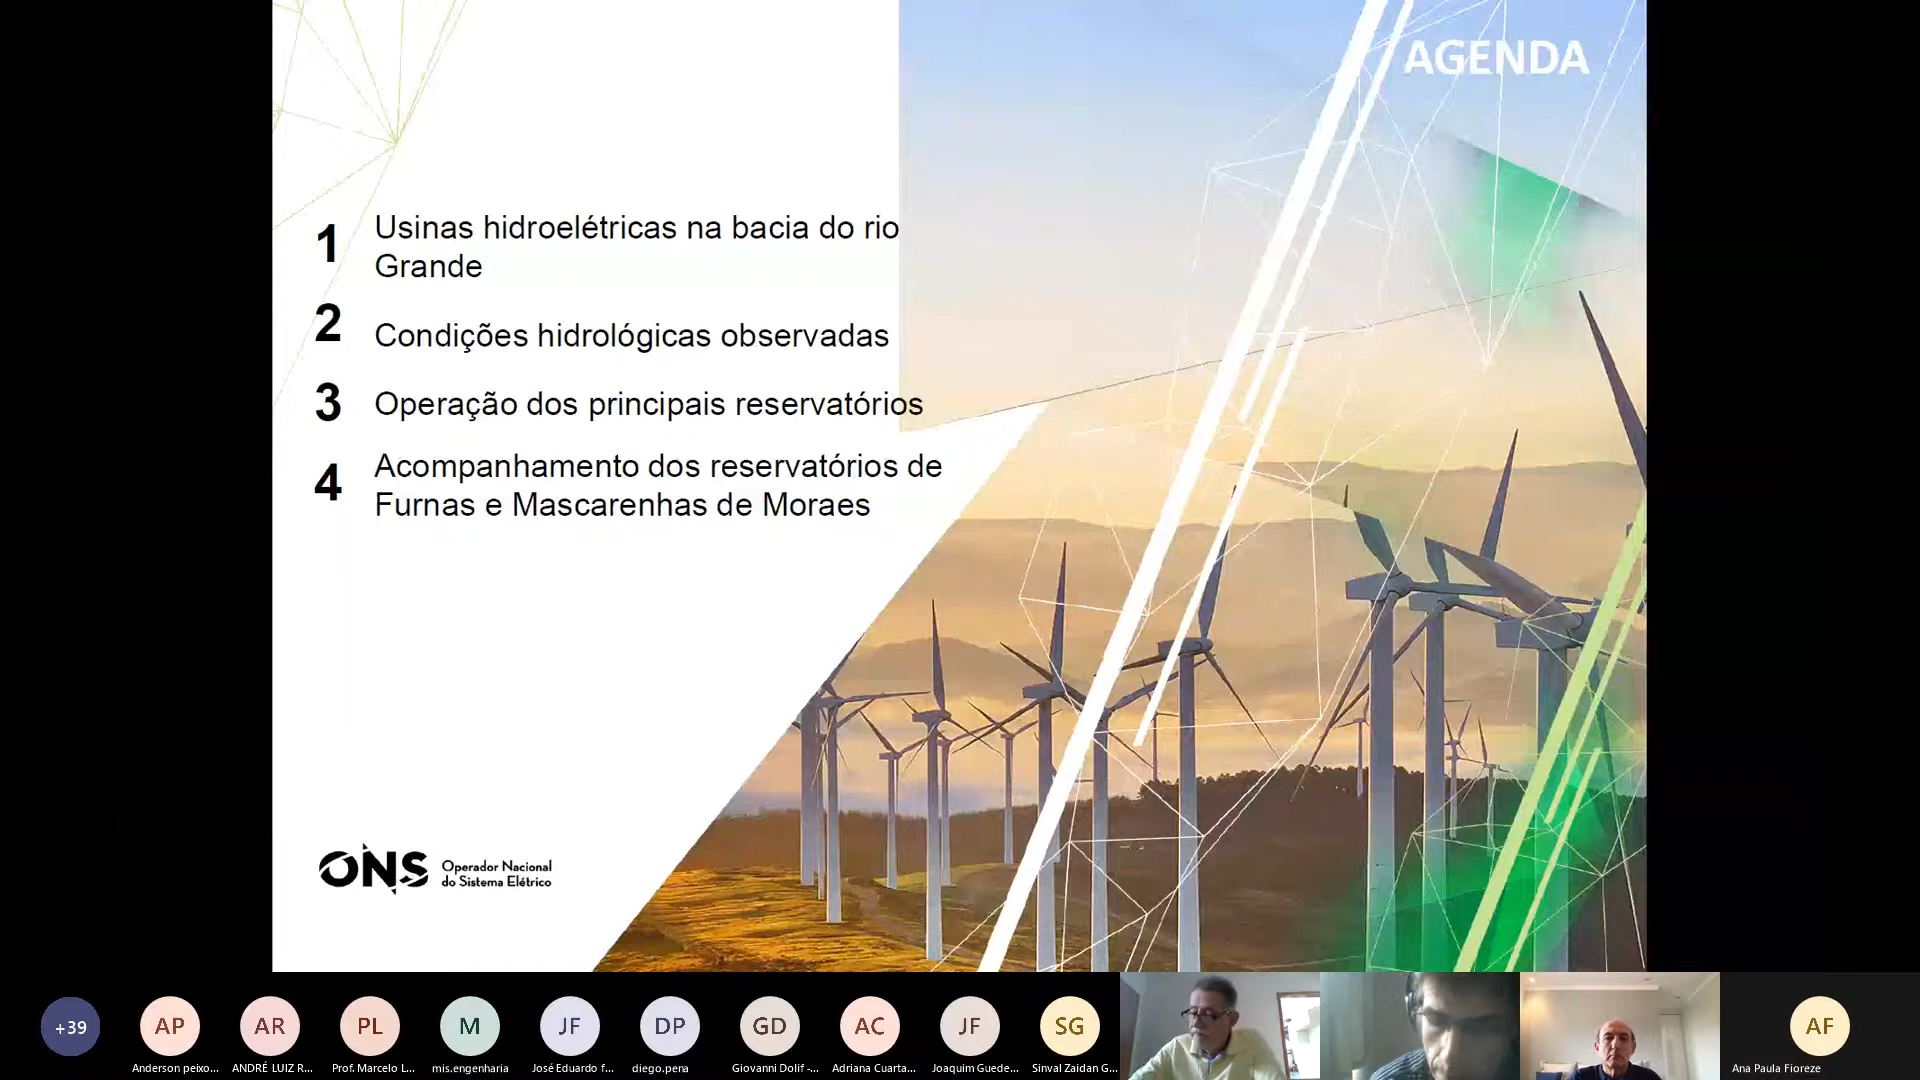 AGENDA
1
Usinas hidroelétricas na bacia do rio
Grande
2
Condições hidrológicas observadas
3
Operação dos principais reservatórios
4
Acompanhamento dos reservatórios de
Furnas e Mascarenhas de Moraes
ONS
Operador Nacional
do Sistema Elétrico
+39
AP
Anderson peixo...
AR
ANDRÉ LUIZ R...
PL
Prof. Marcelo L...
M
mis.engenharia
JF
José Eduardo f...
DP
diego.pena
GD
Giovanni Dolif -...
AC
Adriana Cuarta...
JF
Joaquim Guede...
SG
Sinval Zaidan G...
AF
Ana Paula Fioreze